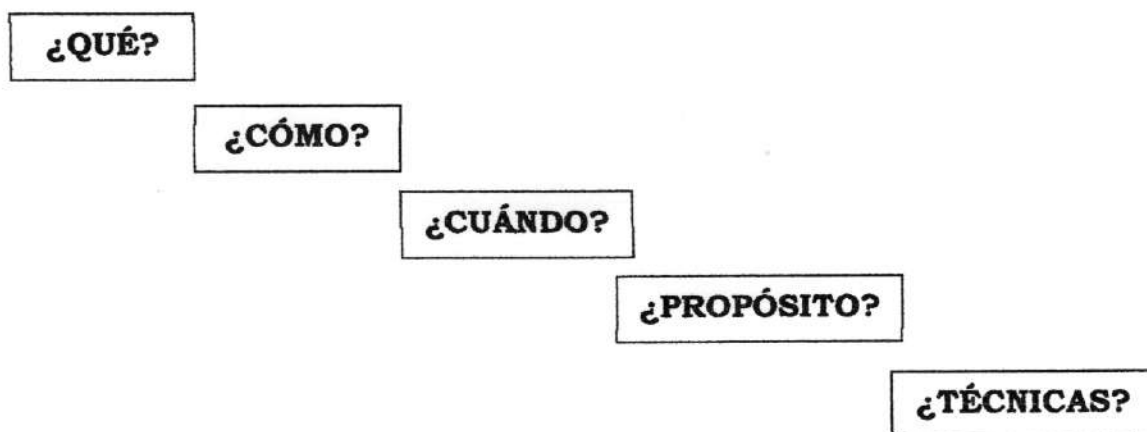 ¿QUÉ?
¿CÓMO?
¿CUÁNDO?
¿PROPÓSITO?
¿TÉCNICAS?